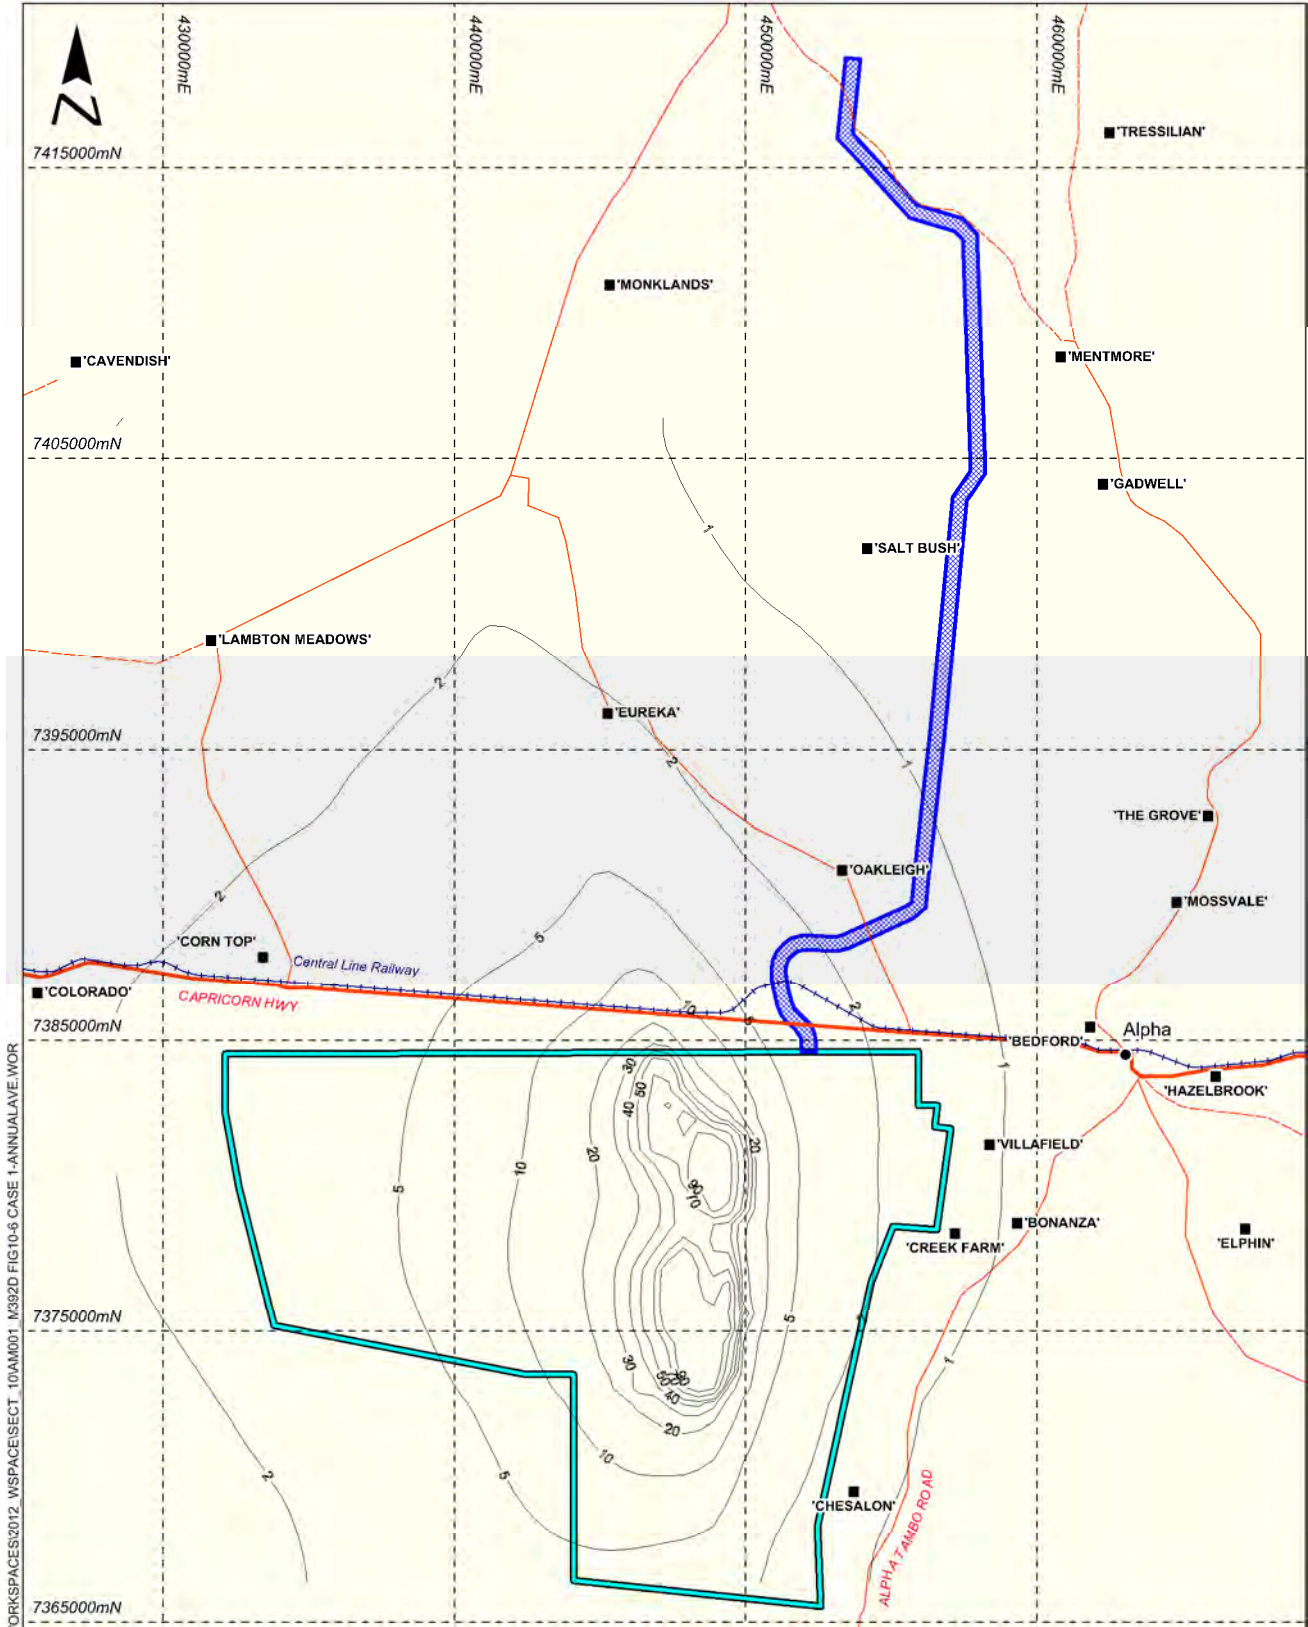 430000mE
440000mE
450000mE
460000mE
N
'TRESSILIAN'
7415000mN
'MONKLANDS'
'MENTMORE'
'CAVENDISH'
7405000mN
'GADWELL'
1
'SALT BUSH'
'LAMBTON MEADOWS'
2
'EUREKA'
7395000mN
2
1
'THE GROVE'
'OAKLEIGH'
2
'MOSSVALE'
5
'CORN TOP'
Central Line Railway
'COLORADO'
CAPRICORN HWY
10
5
2
7385000mN
Alpha
'BEDFORD'
30
1
50
'HAZELBROOK'
40
20
20
'VILLAFIELD'
10
5
90
70
'BONANZA'
'CREEK FARM'
'ELPHIN'
7375000mN
5
2
30
1
40
20
10
5
2
'CHESALON'
ALPHA TAMBO ROAD
7365000mN
ORKSPACES\2012_WSPACE\SECT_10\AM001_M392D FIG10-6 CASE 1-ANNUALAVE.WOR